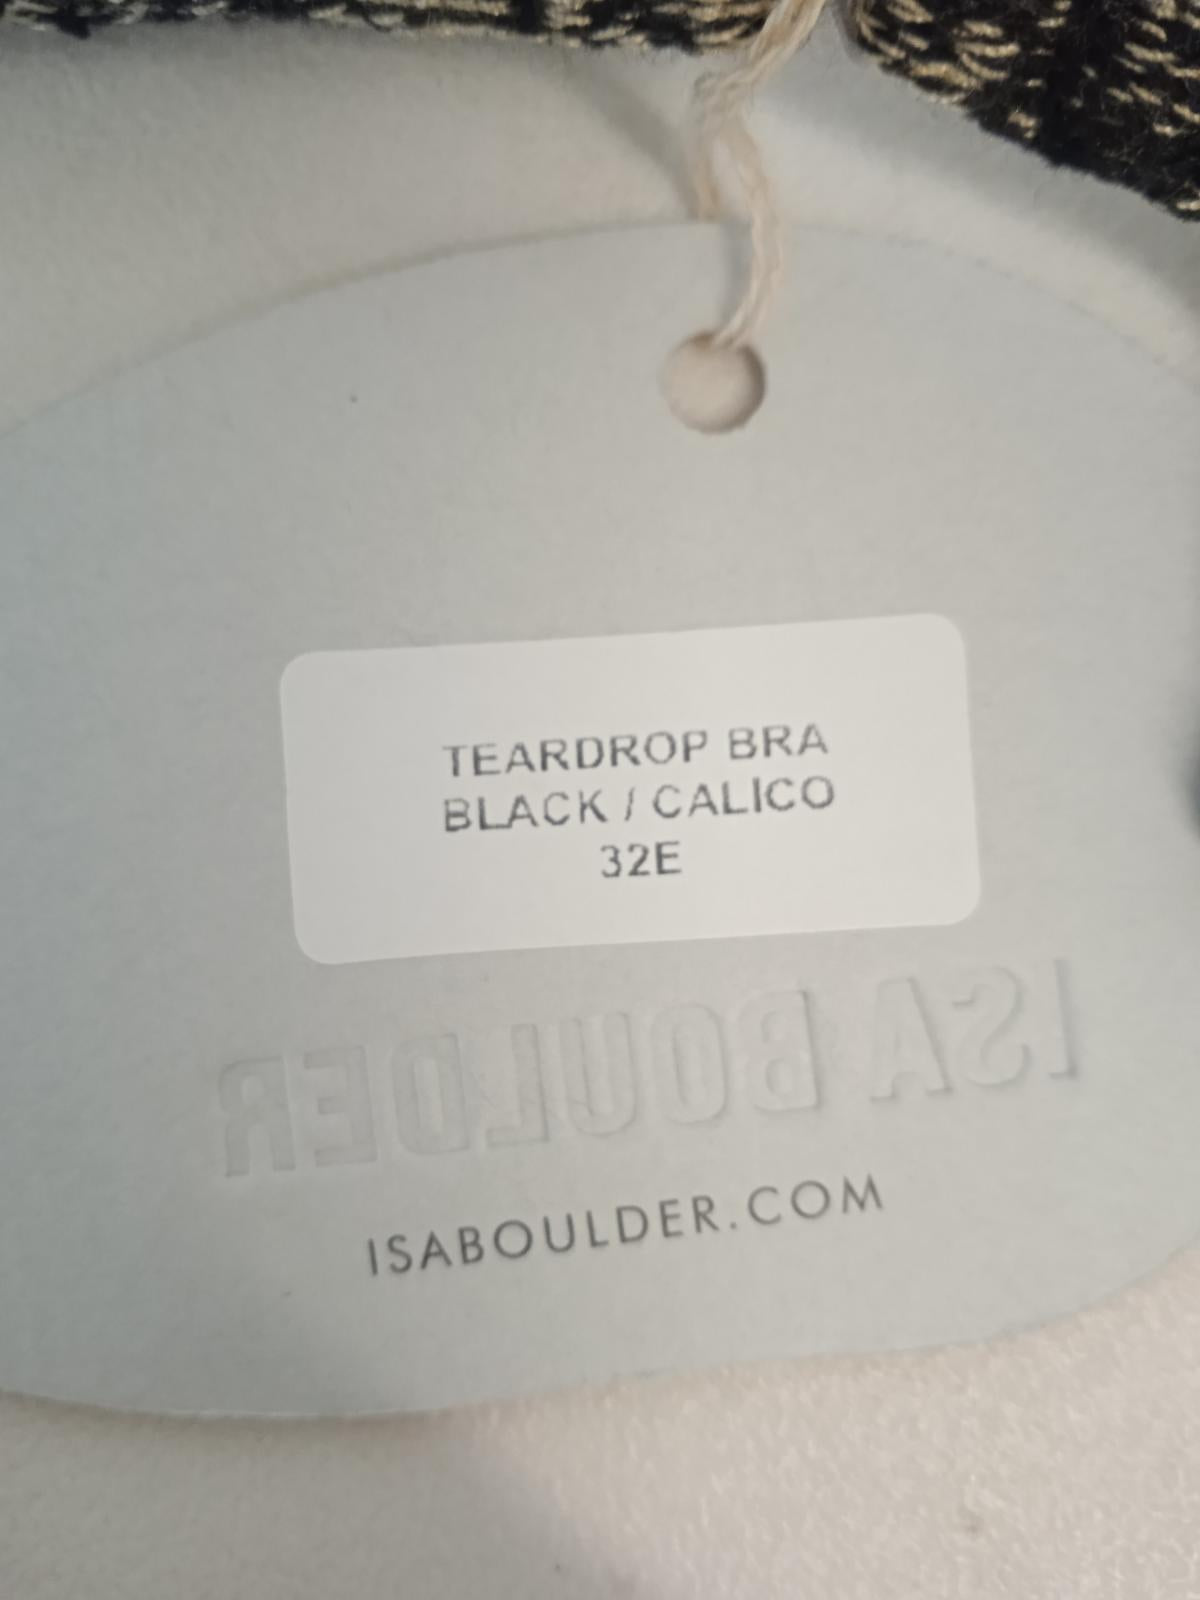 TEARDROP BRA
BLACK / CALICO
32E
ISA BOULDER
ISABOULDER.COM